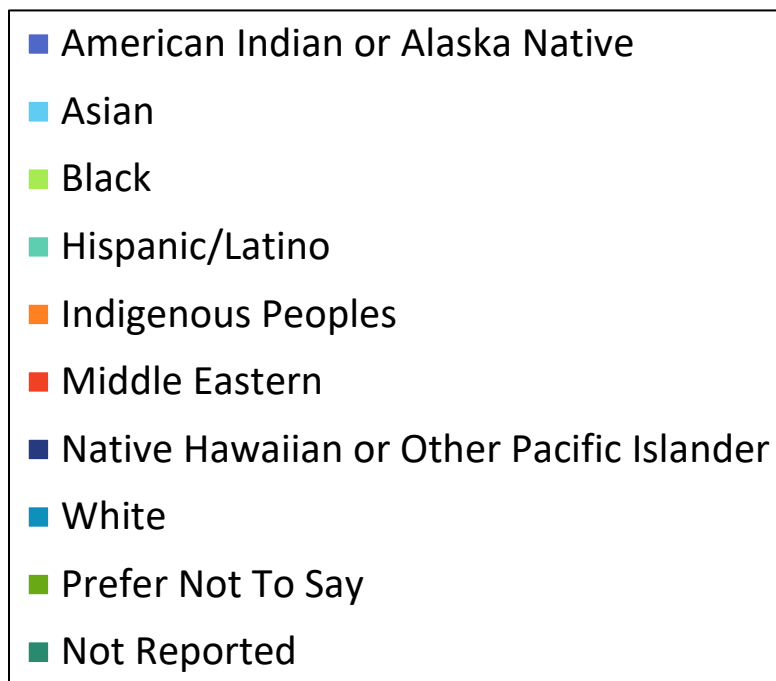 American Indian or Alaska Native
Asian
Black
Hispanic/Latino
Indigenous Peoples
Middle Eastern
Native Hawaiian or Other Pacific Islander
White
Prefer Not To Say
Not Reported